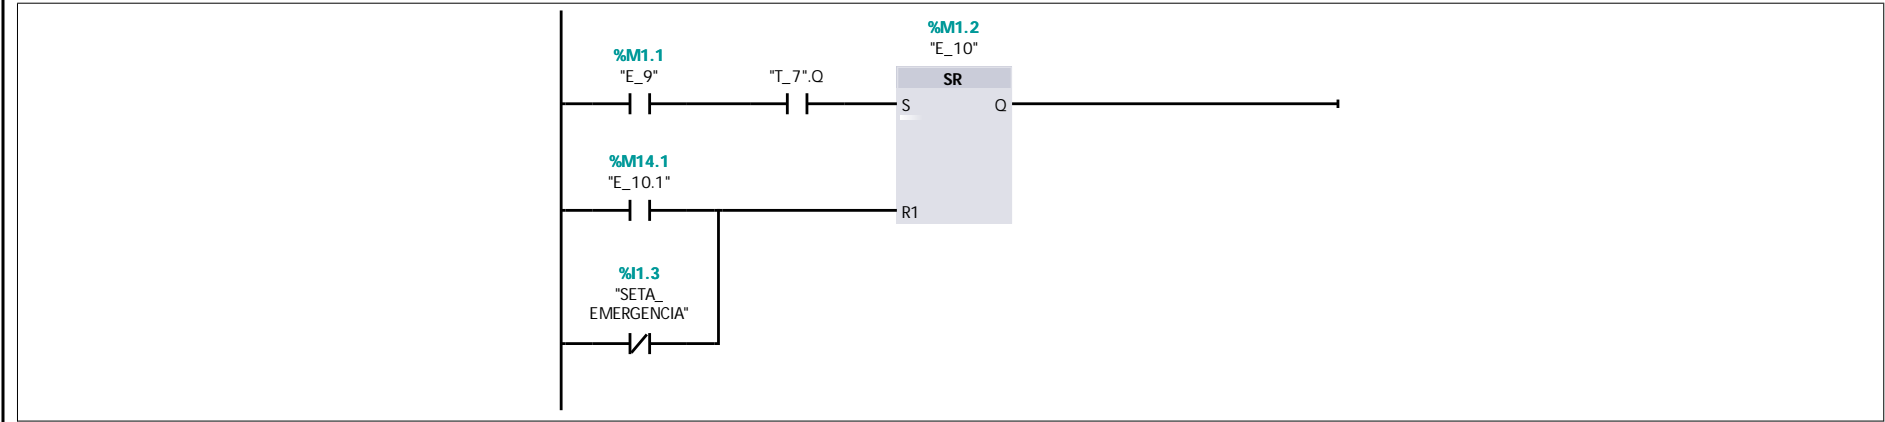 %M1.2
"E_10"
%M1.1
"E_9"
"T_7".Q
SR
S
Q
%M14.1
"E_10.1"
R1
%I1.3
"SETA_
EMERGENCIA"